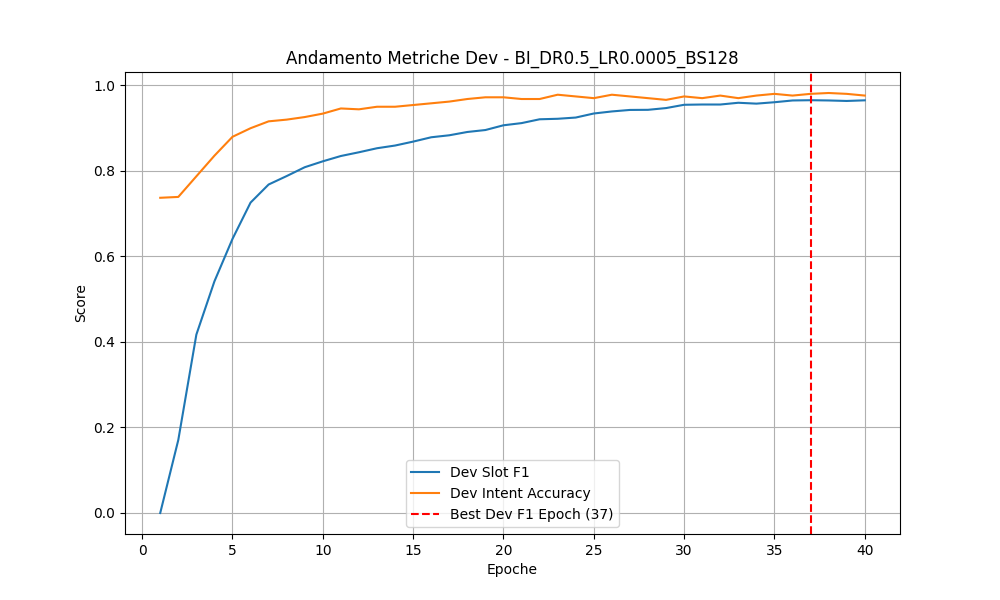 Andamento Metriche Dev - BI_DR0.5_LR0.0005_BS128
1.0
0.8
0.6
0.4
0.2
0.0
Score
Dev Slot F1
Dev Intent Accuracy
Best Dev F1 Epoch (37)
0 5 10 15 20 25 30 35 40
Epoche